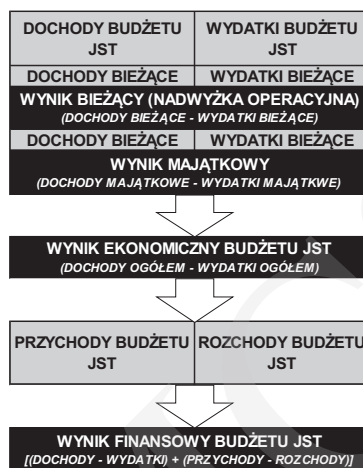 DOCHODY BUDŻETU WYDATKI BUDŻETU
JST JST
DOCHODY BIEŻĄCE WYDATKI BIEŻĄCE
WYNIK BIEŻĄCY (NADWYŻKA OPERACYJNA)
(DOCHODY BIEŻĄCE - WYDATKI BIEŻĄCE)
DOCHODY BIEŻĄCE WYDATKI BIEŻĄCE
WYNIK MAJĄTKOWY
(DOCHODY MAJĄTKOWE - WYDATKI MAJĄTKWE)
WYNIK EKONOMICZNY BUDŻETU JST
(DOCHODY OGÓŁEM - WYDATKI OGÓŁEM)
PRZYCHODY BUDŻETU ROZCHODY BUDŻETU
JST JST
WYNIK FINANSOWY BUDŻETU JST
[(DOCHODY - WYDATKI) + (PRZYCHODY - ROZCHODY)]